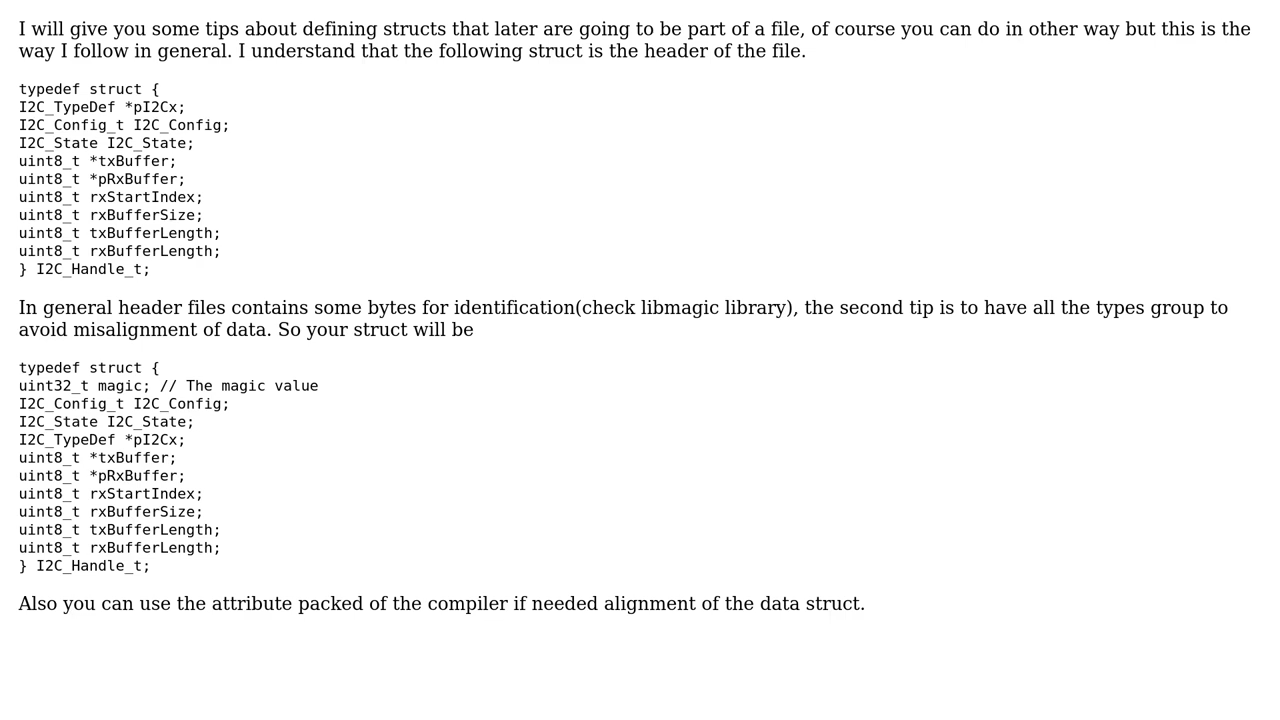 I will give you some tips about defining structs that later are going to be part of a file, of course you can do in other way but this is the
way I follow in general. I understand that the following struct is the header of the file.
typedef struct {
I2C_TypeDef *pI2Cx;
I2C_Config_t I2C_Config;
I2C_State I2C_State;
uint8_t *txBuffer;
uint8_t *pRxBuffer;
uint8_t rxStartIndex;
uint8_t rxBufferSize;
uint8_t txBufferLength;
uint8_t rxBufferLength;
} I2C_Handle_t;
In general header files contains some bytes for identification(check libmagic library), the second tip is to have all the types group to
avoid misalignment of data. So your struct will be
typedef struct {
uint32_t magic; // The magic value
I2C_Config_t I2C_Config;
I2C_State I2C_State;
I2C_TypeDef *pI2Cx;
uint8_t *txBuffer;
uint8_t *pRxBuffer;
uint8_t rxStartIndex;
uint8_t rxBufferSize;
uint8_t txBufferLength;
uint8_t rxBufferLength;
} I2C_Handle_t;
Also you can use the attribute packed of the compiler if needed alignment of the data struct.